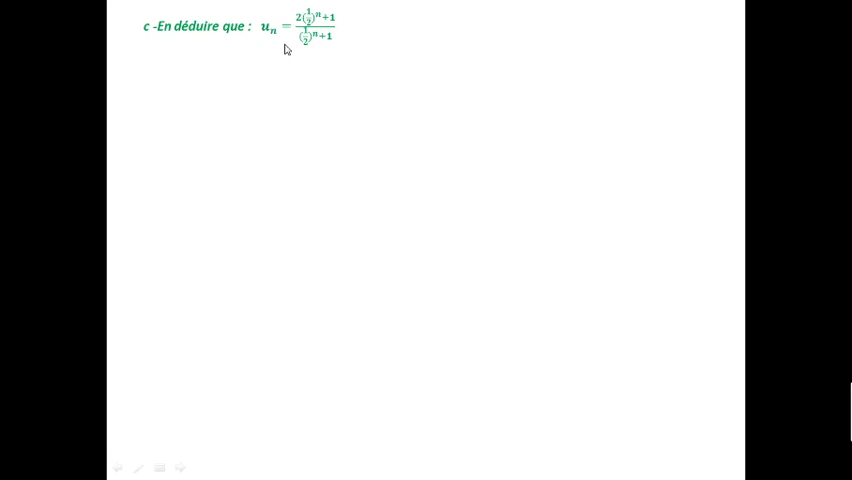 c -En déduire que : uₙ = (2(1/2)ⁿ+1)/((1/2)ⁿ+1)